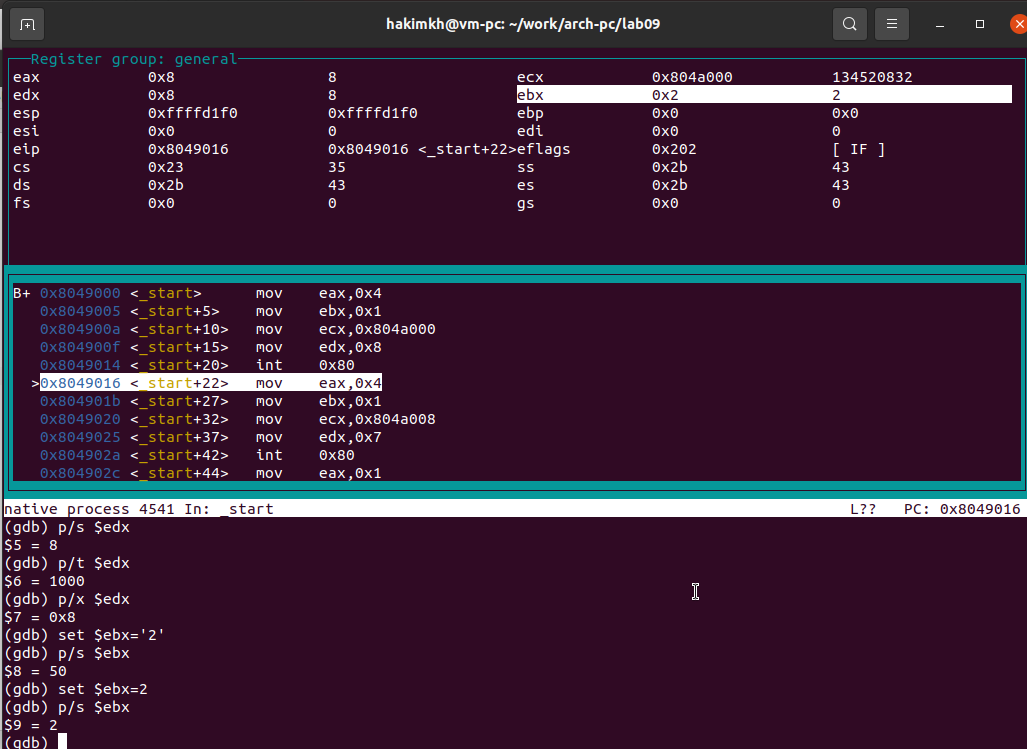 hakimkh@vm-pc: ~/work/arch-pc/lab09
Register group: general
eax 0x8 8 ecx 0x804a000 134520832
edx 0x8 8 ebx 0x2 2
esp 0xffffd1f0 0xffffd1f0 ebp 0x0 0x0
esi 0x0 0 edi 0x0 0
eip 0x8049016 0x8049016 <_start+22>eflags 0x202 [ IF ]
cs 0x23 35 ss 0x2b 43
ds 0x2b 43 es 0x2b 43
fs 0x0 0 gs 0x0 0
B+ 0x8049000 <_start> mov eax,0x4
0x8049005 <_start+5> mov ebx,0x1
0x804900a <_start+10> mov ecx,0x804a000
0x804900f <_start+15> mov edx,0x8
0x8049014 <_start+20> int 0x80
>0x8049016 <_start+22> mov eax,0x4
0x804901b <_start+27> mov ebx,0x1
0x8049020 <_start+32> mov ecx,0x804a008
0x8049025 <_start+37> mov edx,0x7
0x804902a <_start+42> int 0x80
0x804902c <_start+44> mov eax,0x1
native process 4541 In: _start L?? PC: 0x8049016
(gdb) p/s $edx
$5 = 8
(gdb) p/t $edx
$6 = 1000
(gdb) p/x $edx
$7 = 0x8
(gdb) set $ebx='2'
(gdb) p/s $ebx
$8 = 50
(gdb) set $ebx=2
(gdb) p/s $ebx
$9 = 2
(gdb)